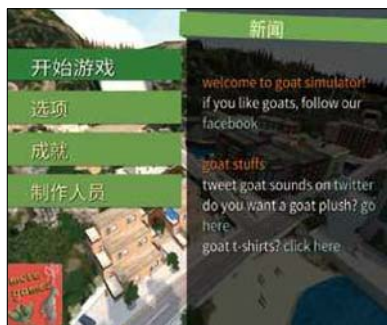 新闻
开始游戏
选项
成就
制作人员
welcome to goat simulator!
if you like goats, follow our
facebook
goat stuffs
tweet goat sounds on twitter
do you want a goat plush? go
here
goat t-shirts? click here